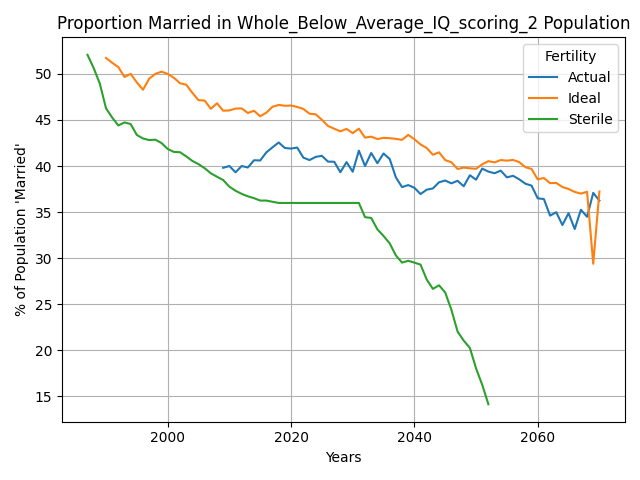 Proportion Married in Whole_Below_Average_IQ_scoring_2 Population
% of Population 'Married'
50
45
40
35
30
25
20
15
Fertility
Actual
Ideal
Sterile
2000
2020
2040
2060
Years